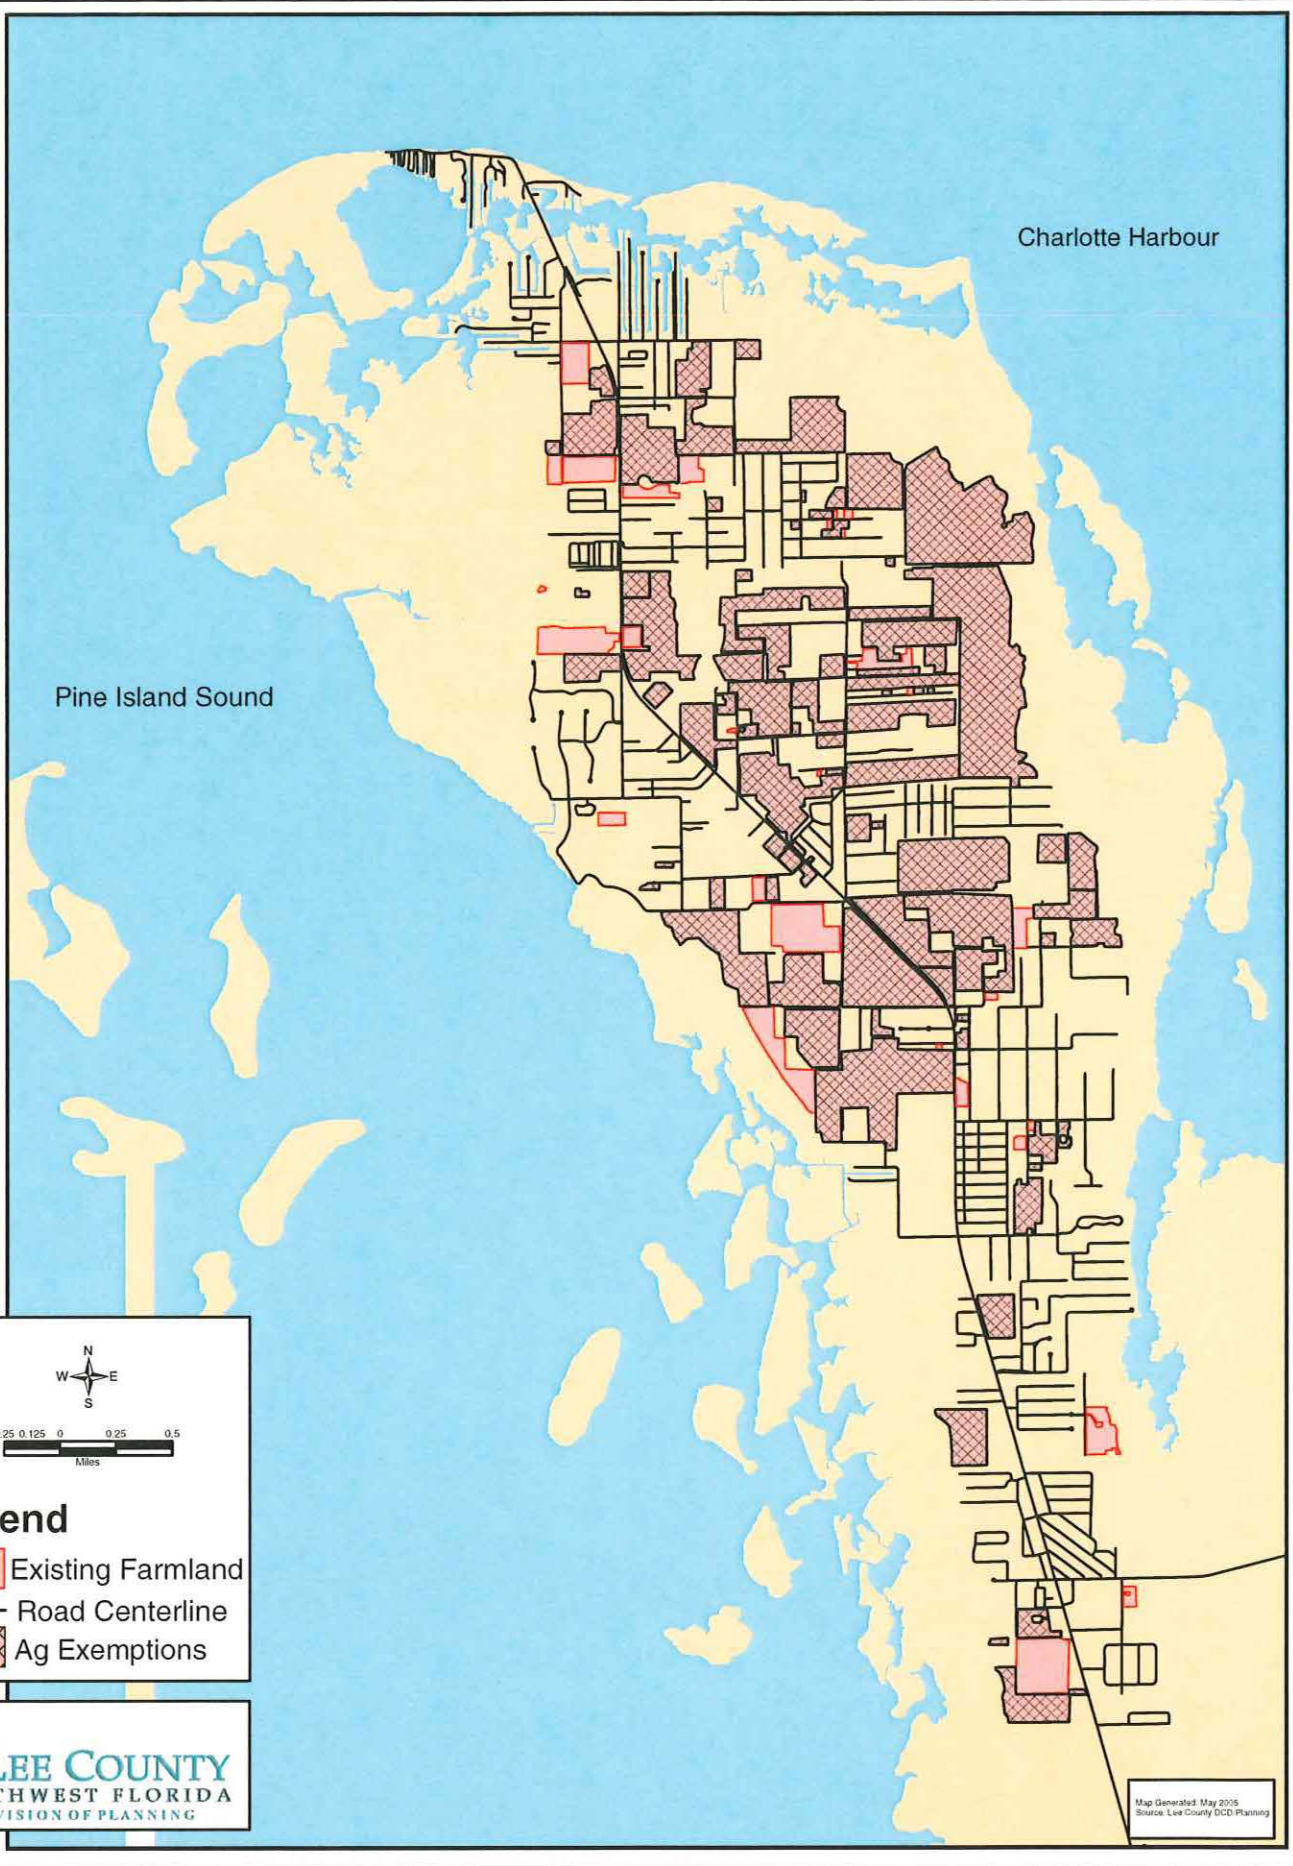 Charlotte Harbour
Pine Island Sound
N
W E
S
.25 0.125 0 0.25 0.5
Miles
end
Existing Farmland
Road Centerline
Ag Exemptions
LEE COUNTY
THWEST FLORIDA
VISION OF PLANNING
Map Generated: May 2005
Source: Lee County DCD Planning